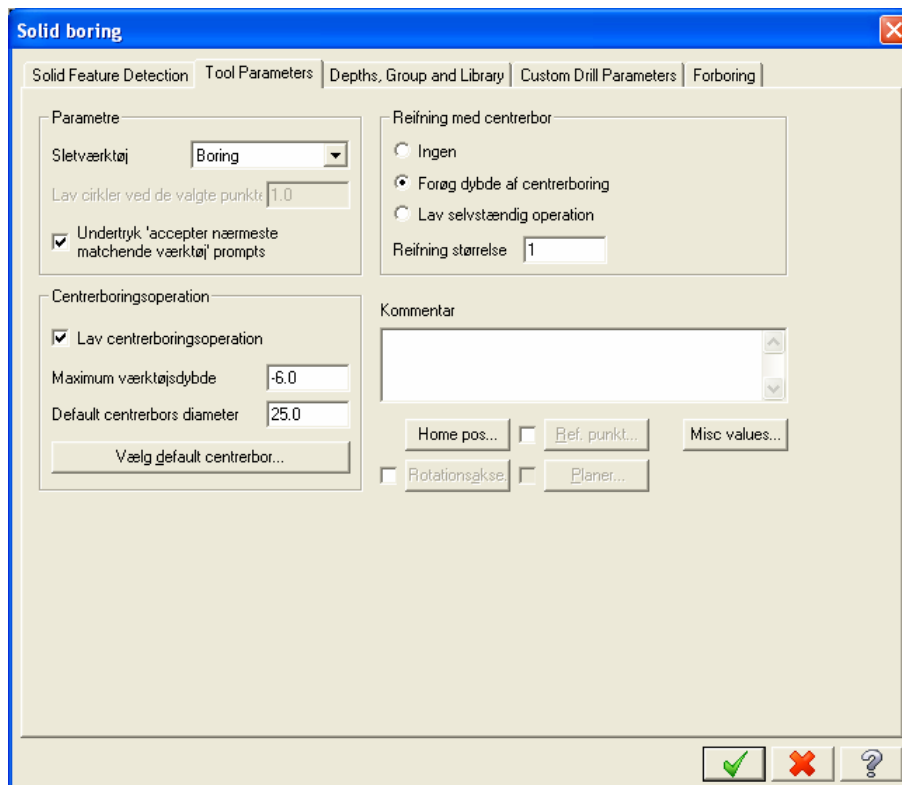 Solid boring
Solid Feature Detection Tool Parameters Depths, Group and Library Custom Drill Parameters Forboring
Parametre
Sletværktøj Boring
Lav cirkler ved de valgte punkte 1.0
Undertryk 'accepter nærmeste
matchende værktøj' prompts
Reifning med centrerbor
Ingen
Forøg dybde af centrerboring
Lav selvstændig operation
Reifning størrelse 1
Centrerboringsoperation
Lav centrerboringsoperation
Maximum værktøjsdybde -6.0
Default centrerbors diameter 25.0
Vælg default centrerbor...
Kommentar
Home pos... Ref. punkt... Misc values...
Rotationsakse. Planer...